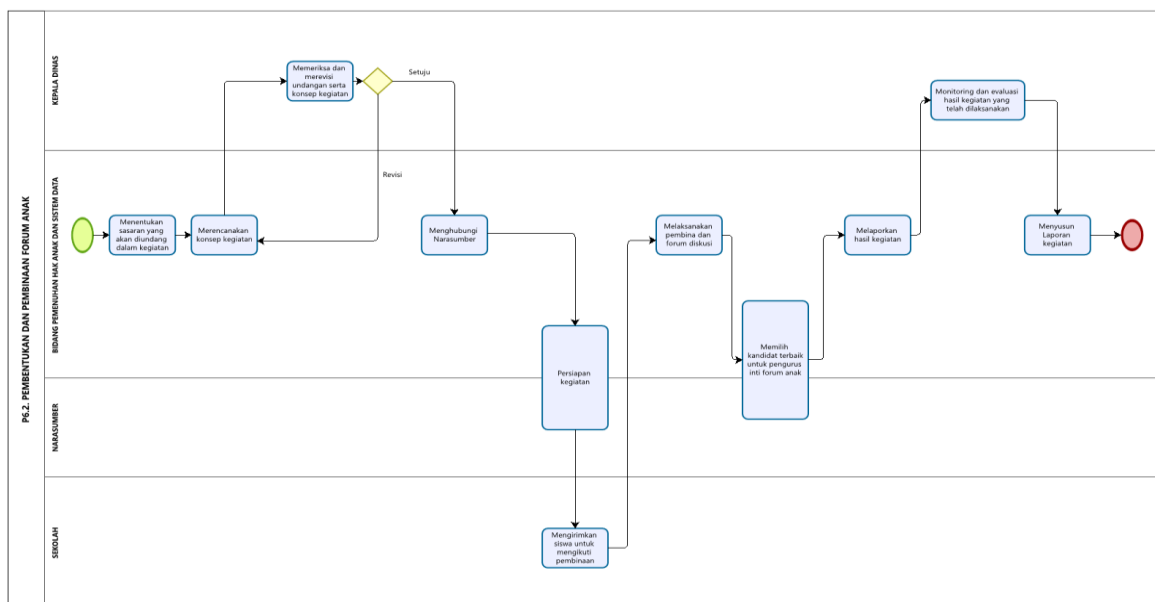 P6.2. PEMBENTUKAN DAN PEMBINAAN FORUM ANAK
KEPALA DINAS
Memeriksa dan
merevisi
undangan serta
konsep kegiatan
Setuju
Monitoring dan evaluasi
hasil kegiatan yang
telah dilaksanakan
BIDANG PEMENUHAN HAK ANAK DAN SISTEM DATA
Revisi
Menentukan
sasaran yang
akan diundang
dalam kegiatan
Merencanakan
konsep kegiatan
Menghubungi
Narasumber
Melaksanakan
pembina dan
forum diskusi
Melaporkan
hasil kegiatan
Menyusun
Laporan
kegiatan
Persiapan
kegiatan
Memilih
kandidat terbaik
untuk pengurus
inti forum anak
NARASUMBER
SEKOLAH
Mengirimkan
siswa untuk
mengikuti
pembinaan